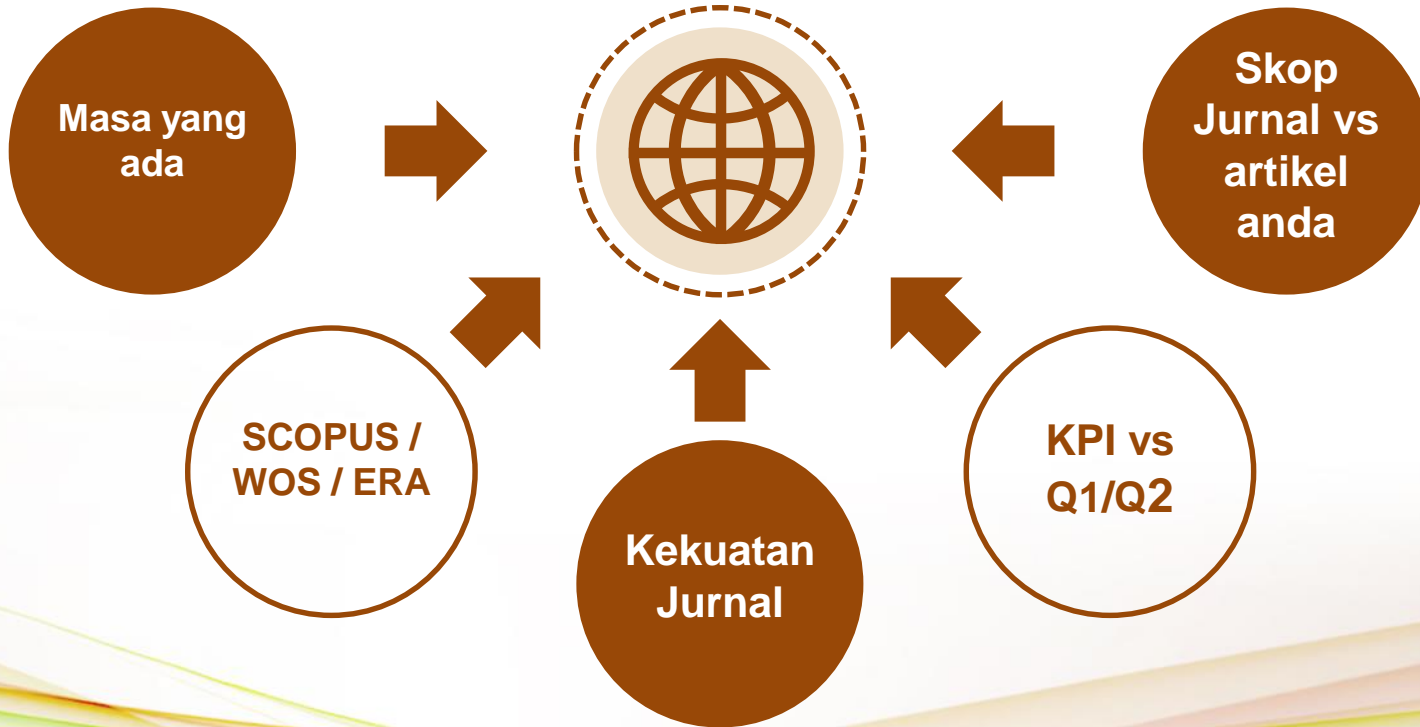 Masa yang
ada
Skop
Jurnal vs
artikel
anda
SCOPUS /
WOS / ERA
Kekuatan
Jurnal
KPI vs
Q1/Q2